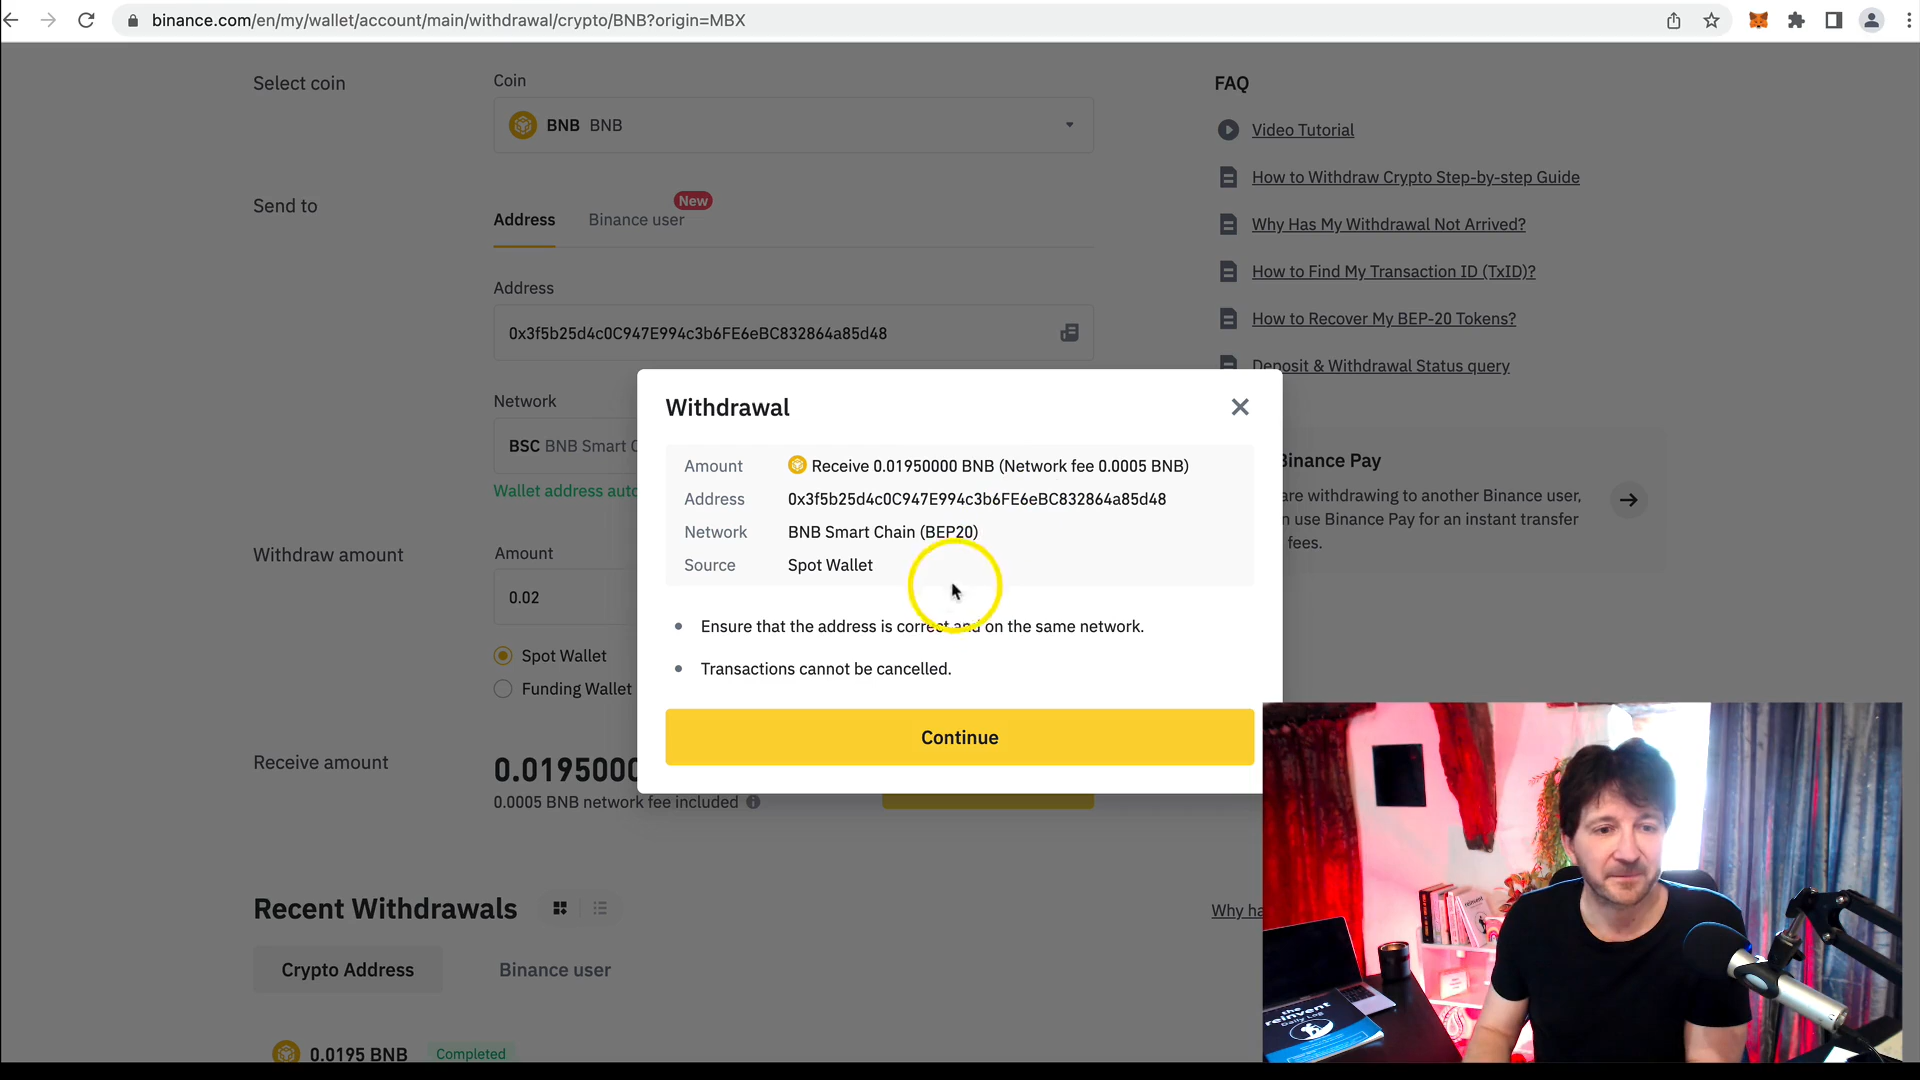 binance.com/en/my/wallet/account/main/withdrawal/crypto/BNB?origin=MBX
Select coin
Coin
BNB BNB
Send to
Address
Binance user
New
Address
0x3f5b25d4c0C947E994c3b6FE6eBC832864a85d48
Network
BSC BNB Smart C
Wallet address auto
Withdraw amount
Amount
0.02
Spot Wallet
Funding Wallet
Receive amount
0.0195000
0.0005 BNB network fee included
FAQ
Video Tutorial
How to Withdraw Crypto Step-by-step Guide
Why Has My Withdrawal Not Arrived?
How to Find My Transaction ID (TxID)?
How to Recover My BEP-20 Tokens?
Deposit & Withdrawal Status query
Binance Pay
are withdrawing to another Binance user,
n use Binance Pay for an instant transfer
fees.
Withdrawal
Amount Receive 0.01950000 BNB (Network fee 0.0005 BNB)
Address 0x3f5b25d4c0C947E994c3b6FE6eBC832864a85d48
Network BNB Smart Chain (BEP20)
Source Spot Wallet
Ensure that the address is correct and on the same network.
Transactions cannot be cancelled.
Continue
Recent Withdrawals
Why ha
Crypto Address
Binance user
0.0195 BNB Completed
the
reinvent
Daily Log